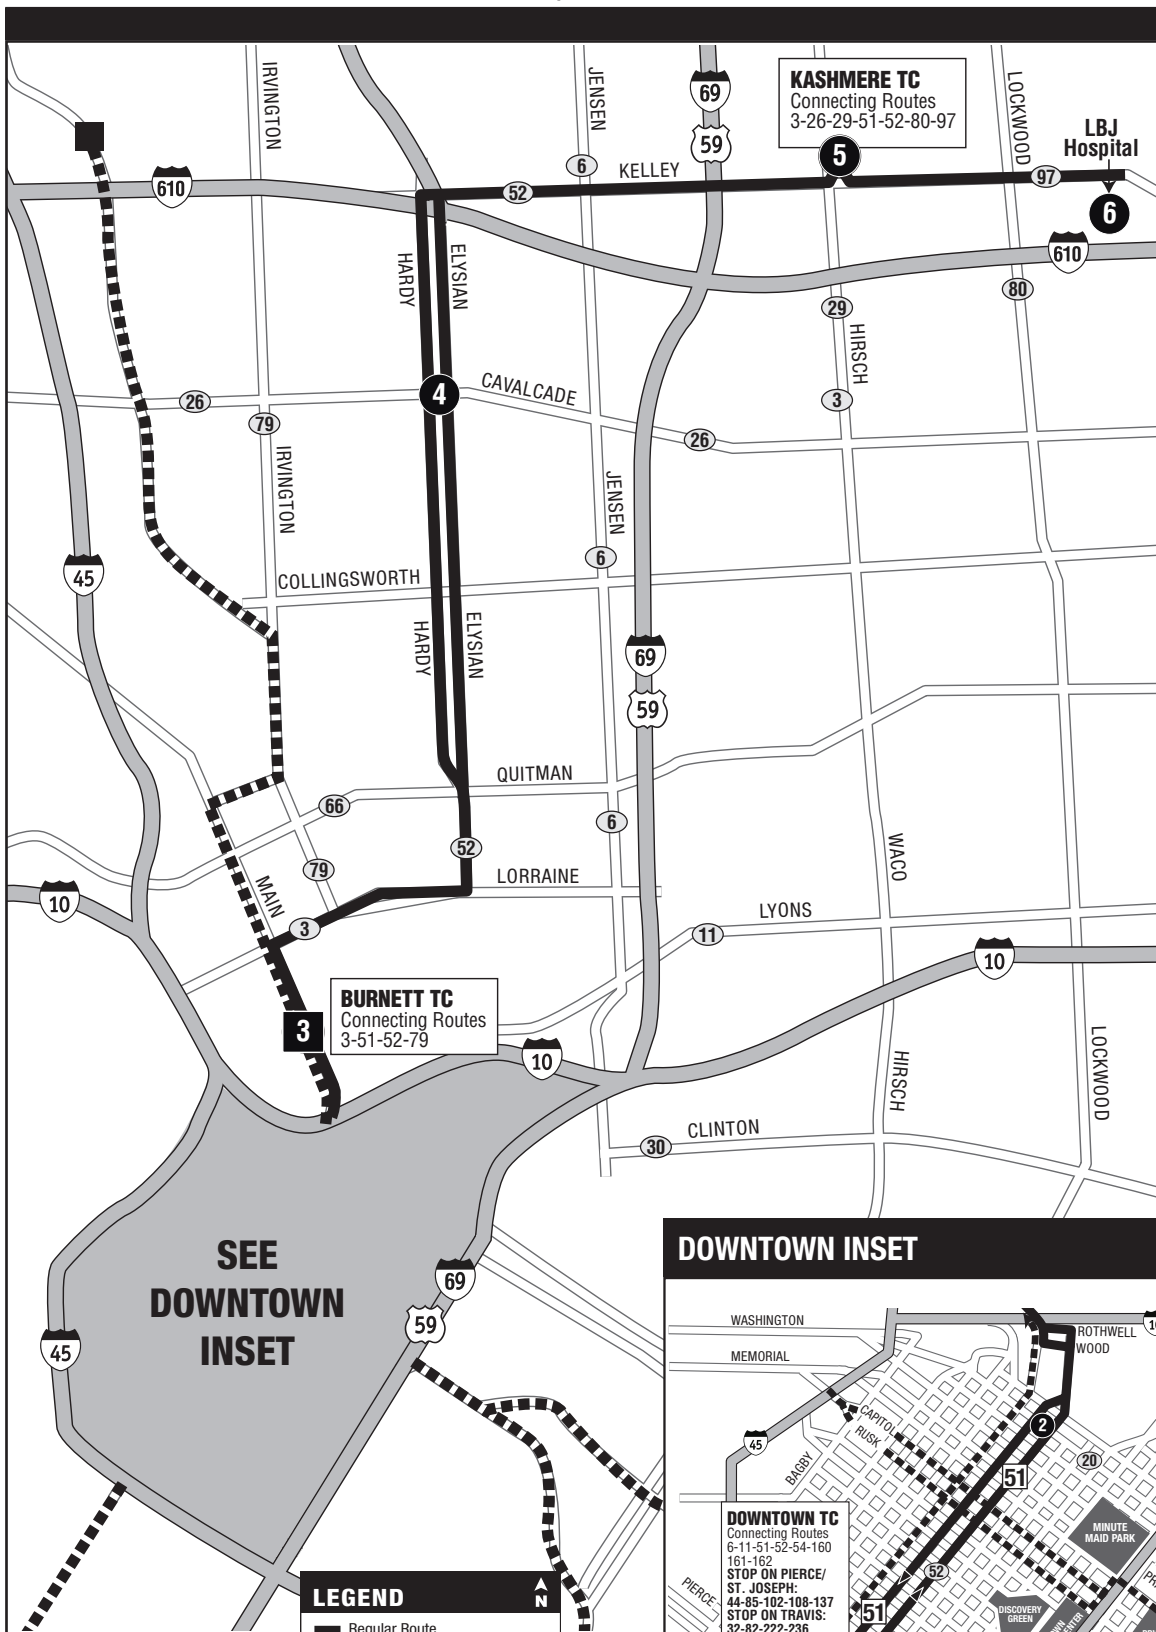 IRVINGTON
JENSEN
69
59
KASHMERE TC
Connecting Routes
3-26-29-51-52-80-97
LOCKWOOD
LBJ
Hospital
5
6
KELLEY
610
52
97
6
HARDY
ELYSIAN
610
80
29
HIRSCH
CAVALCADE
4
26
79
3
26
IRVINGTON
JENSEN
6
45
COLLINGSWORTH
HARDY
ELYSIAN
69
59
QUITMAN
66
6
52
79
WACO
LORRAINE
MAIN
10
LYONS
3
11
10
BURNETT TC
Connecting Routes
3-51-52-79
3
10
HIRSCH
LOCKWOOD
CLINTON
30
SEE
DOWNTOWN
INSET
69
59
45
DOWNTOWN INSET
WASHINGTON
ROTHWELL
WOOD
MEMORIAL
CAPITOL
RUSK
2
45
BAGBY
20
51
DOWNTOWN TC
Connecting Routes
6-11-51-52-54-160
161-162
STOP ON PIERCE/
ST. JOSEPH:
44-85-102-108-137
STOP ON TRAVIS:
32-82-222-236
MINUTE
MAID PARK
52
PIERCE
51
DISCOVERY
GREEN
LEGEND
N
Regular Route